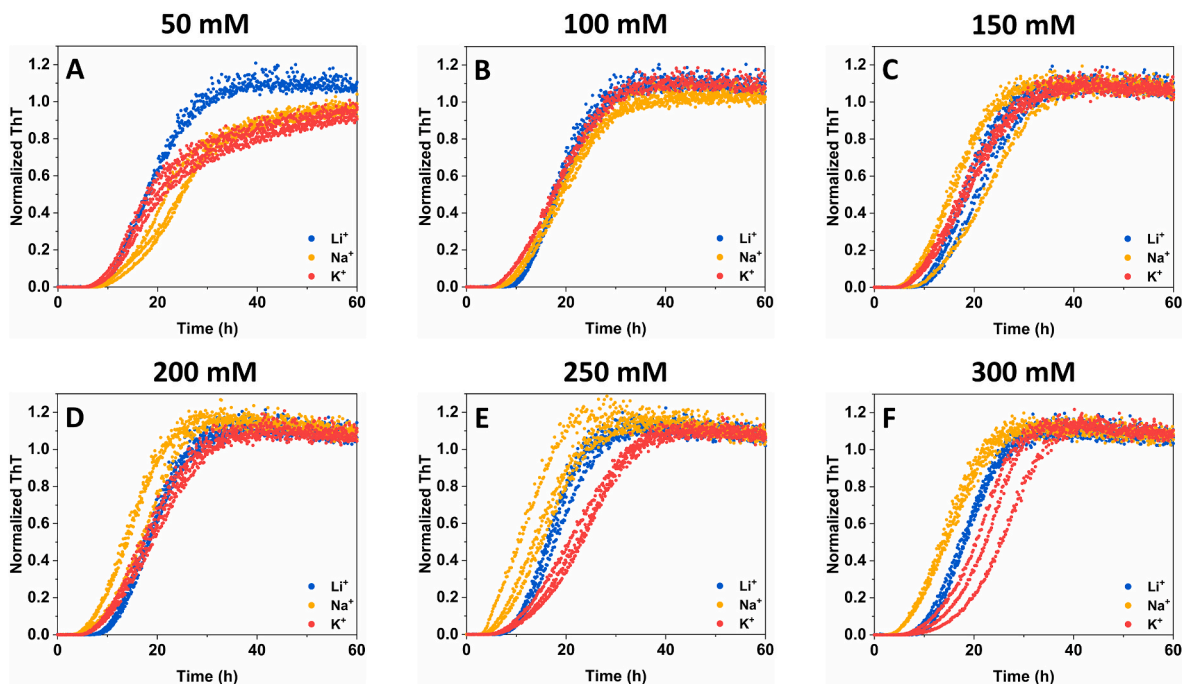 50 mM
100 mM
150 mM
A
1.2
1.0
0.8
0.6
0.4
0.2
0.0
Normalized ThT
Li⁺
Na⁺
K⁺
0
20
40
60
Time (h)
B
1.2
1.0
0.8
0.6
0.4
0.2
0.0
Normalized ThT
Li⁺
Na⁺
K⁺
0
20
40
60
Time (h)
C
1.2
1.0
0.8
0.6
0.4
0.2
0.0
Normalized ThT
Li⁺
Na⁺
K⁺
0
20
40
60
Time (h)
200 mM
250 mM
300 mM
D
1.2
1.0
0.8
0.6
0.4
0.2
0.0
Normalized ThT
Li⁺
Na⁺
K⁺
0
20
40
60
Time (h)
E
1.2
1.0
0.8
0.6
0.4
0.2
0.0
Normalized ThT
Li⁺
Na⁺
K⁺
0
20
40
60
Time (h)
F
1.2
1.0
0.8
0.6
0.4
0.2
0.0
Normalized ThT
Li⁺
Na⁺
K⁺
0
20
40
60
Time (h)